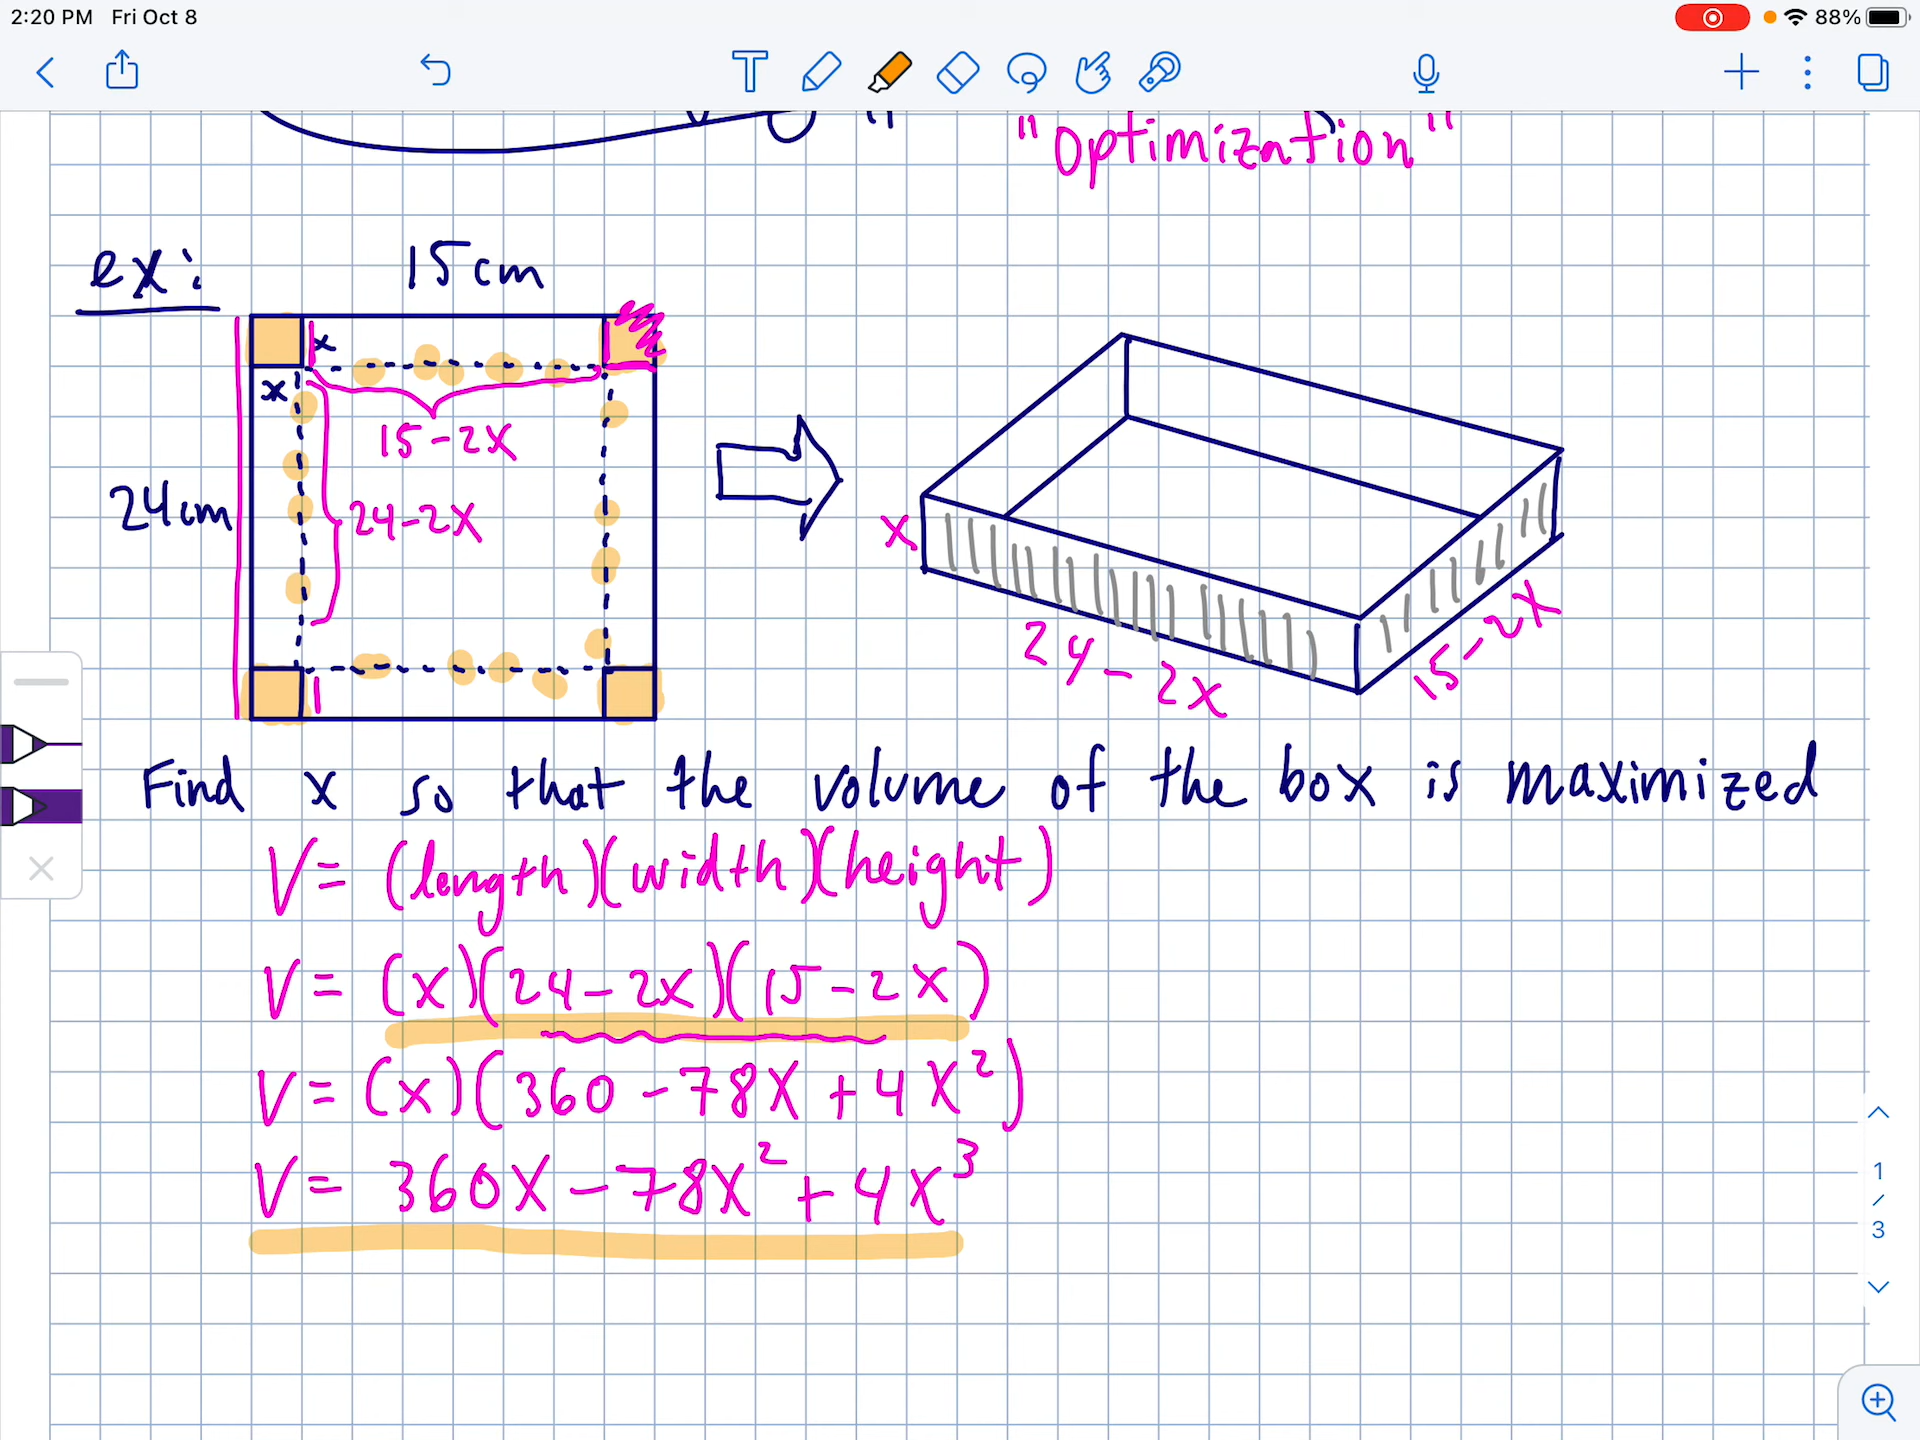 2:20 PM Fri Oct 8
88%
"Optimization"
ex: 15cm
x
x
15-2x
24cm
24-2x
x
24-2x
15-2x
Find x so that the volume of the box is maximized
V= (length)(width)(height)
V= (x)(24-2x)(15-2x)
V= (x)(360-78x+4x²)
V= 360x-78x²+4x³
1
/
3